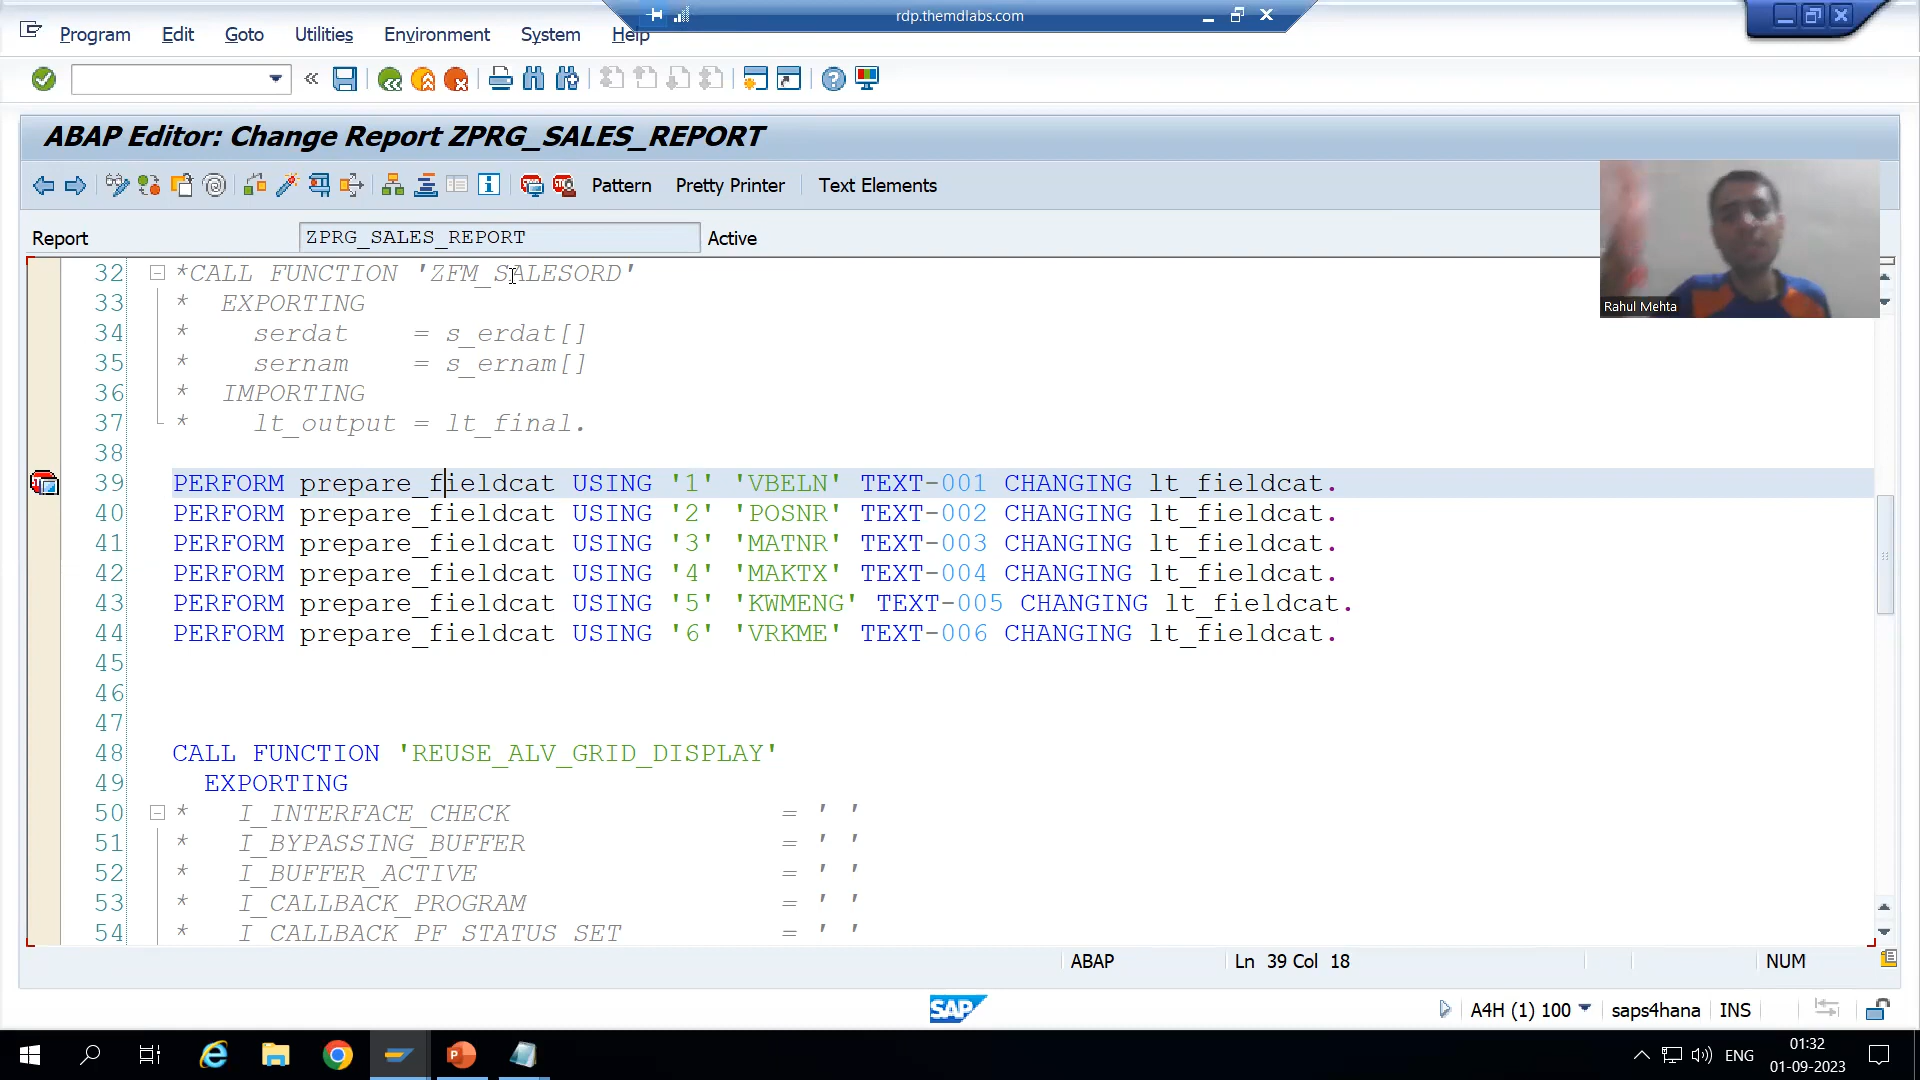 rdp.themdlabs.com
Program Edit Goto Utilities Environment System Help
ABAP Editor: Change Report ZPRG_SALES_REPORT
Pattern Pretty Printer Text Elements
Report ZPRG_SALES_REPORT Active
Rahul Mehta
32 *CALL FUNCTION 'ZFM_SALESORD'
33 * EXPORTING
34 * serdat = s_erdat[]
35 * sernam = s_ernam[]
36 * IMPORTING
37 * lt_output = lt_final.
38
39 PERFORM prepare_fieldcat USING '1' 'VBELN' TEXT-001 CHANGING lt_fieldcat.
40 PERFORM prepare_fieldcat USING '2' 'POSNR' TEXT-002 CHANGING lt_fieldcat.
41 PERFORM prepare_fieldcat USING '3' 'MATNR' TEXT-003 CHANGING lt_fieldcat.
42 PERFORM prepare_fieldcat USING '4' 'MAKTX' TEXT-004 CHANGING lt_fieldcat.
43 PERFORM prepare_fieldcat USING '5' 'KWMENG' TEXT-005 CHANGING lt_fieldcat.
44 PERFORM prepare_fieldcat USING '6' 'VRKME' TEXT-006 CHANGING lt_fieldcat.
45
46
47
48 CALL FUNCTION 'REUSE_ALV_GRID_DISPLAY'
49 EXPORTING
50 * I_INTERFACE_CHECK = ' '
51 * I_BYPASSING_BUFFER = ' '
52 * I_BUFFER_ACTIVE = ' '
53 * I_CALLBACK_PROGRAM = ' '
54 * I_CALLBACK_PF_STATUS_SET = ' '
ABAP Ln 39 Col 18 NUM
SAP A4H (1) 100 saps4hana INS
ENG 01:32
01-09-2023